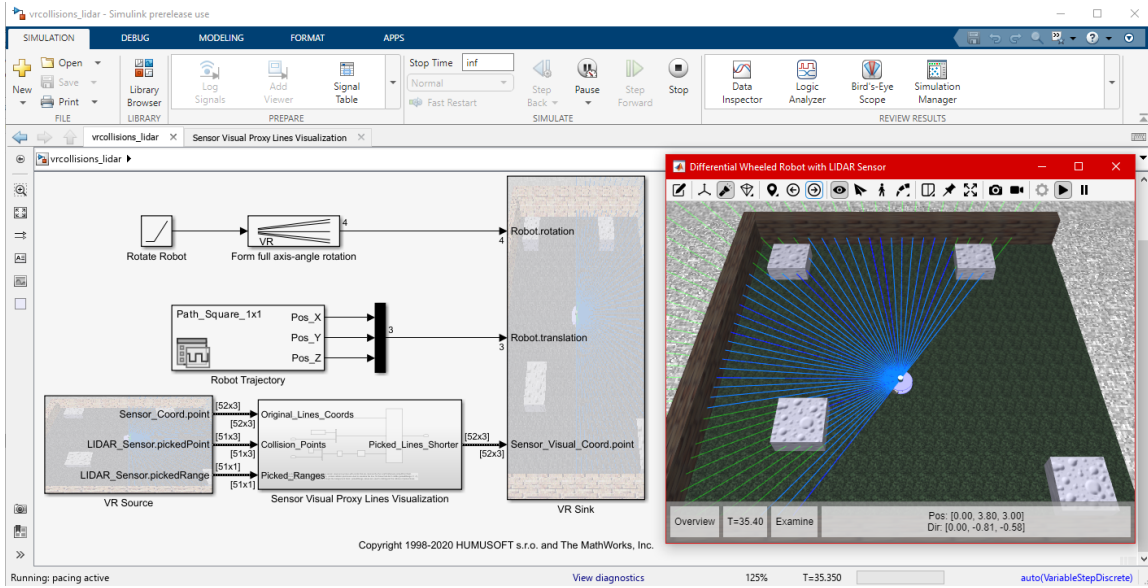 vrcollisions_lidar - Simulink prerelease use
SIMULATION DEBUG MODELING FORMAT APPS
New
Open
Save
Print
FILE
Library Browser
LIBRARY
Log Signals
Add Viewer
Signal Table
PREPARE
Stop Time inf
Normal
Fast Restart
Step Back
Pause
Step Forward
Stop
SIMULATE
Data Inspector
Logic Analyzer
Bird's-Eye Scope
Simulation Manager
REVIEW RESULTS
vrcollisions_lidar
Sensor Visual Proxy Lines Visualization
vrcollisions_lidar
Rotate Robot
VR
4
Form full axis-angle rotation
4
Robot.rotation
Path_Square_1x1
Pos_X
Pos_Y
Pos_Z
3
Robot Trajectory
3
Robot.translation
Sensor_Coord.point
[52x3]
[52x3]
LIDAR_Sensor.pickedPoint
[51x3]
[51x3]
LIDAR_Sensor.pickedRange
[51x1]
[51x1]
VR Source
Original_Lines_Coords
Collision_Points
Picked_Ranges
Picked_Lines_Shorter
[52x3]
[52x3]
Sensor Visual Proxy Lines Visualization
Sensor_Visual_Coord.point
VR Sink
Copyright 1998-2020 HUMUSOFT s.r.o. and The MathWorks, Inc.
Differential Wheeled Robot with LIDAR Sensor
Overview
T=35.40
Examine
Pos: [0.00, 3.80, 3.00]
Dir: [0.00, -0.81, -0.58]
Running: pacing active
View diagnostics
125%
T=35.350
auto(VariableStepDiscrete)